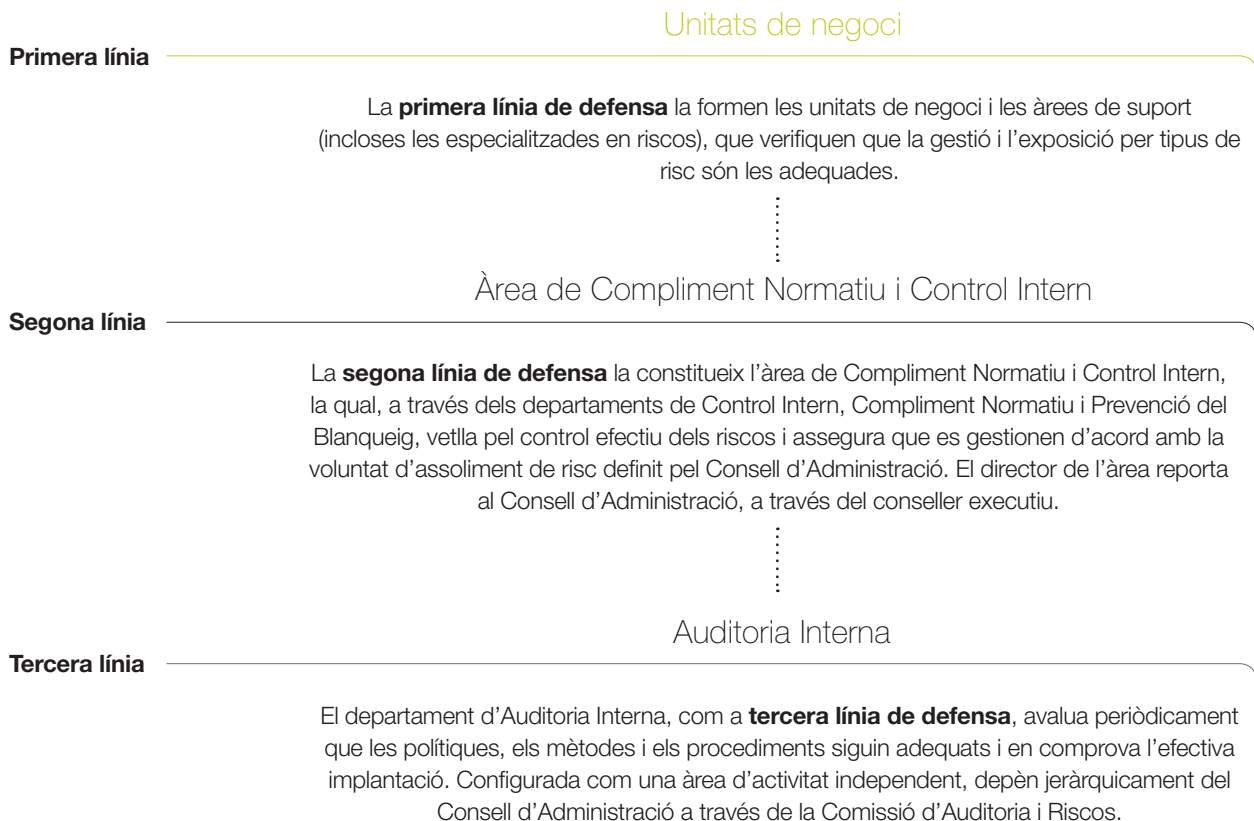 Unitats de negoci
Primera línia
La primera línia de defensa la formen les unitats de negoci i les àrees de suport
(incloses les especialitzades en riscos), que verifiquen que la gestió i l’exposició per tipus de
risc són les adequades.
Àrea de Compliment Normatiu i Control Intern
Segona línia
La segona línia de defensa la constitueix l’àrea de Compliment Normatiu i Control Intern,
la qual, a través dels departaments de Control Intern, Compliment Normatiu i Prevenció del
Blanqueig, vetlla pel control efectiu dels riscos i assegura que es gestionen d’acord amb la
voluntat d’assoliment de risc definit pel Consell d’Administració. El director de l’àrea reporta
al Consell d’Administració, a través del conseller executiu.
Auditoria Interna
Tercera línia
El departament d’Auditoria Interna, com a tercera línia de defensa, avalua periòdicament
que les polítiques, els mètodes i els procediments siguin adequats i en comprova l’efectiva
implantació. Configurada com una àrea d’activitat independent, depèn jeràrquicament del
Consell d’Administració a través de la Comissió d’Auditoria i Riscos.